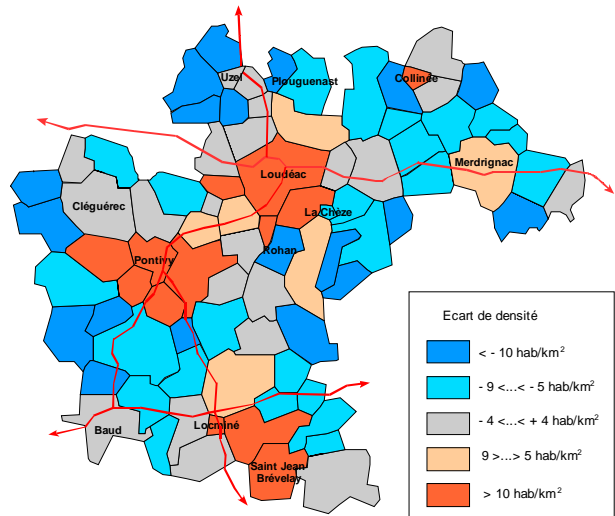 Uzel
Plouguenast
Collinée
Merdrignac
Loudéac
Cléguérec
La Chèze
Rohan
Pontivy
Baud
Locminé
Saint Jean
Brévelay
Ecart de densité
< - 10 hab/km²
- 9 <...< - 5 hab/km²
- 4 <...< + 4 hab/km²
9 >...> 5 hab/km²
> 10 hab/km²